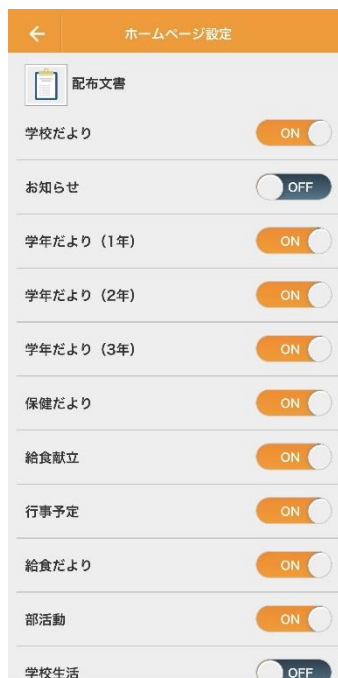 ホームページ設定
配布文書
学校だより ON
お知らせ OFF
学年だより（1年） ON
学年だより（2年） ON
学年だより（3年） ON
保健だより ON
給食献立 ON
行事予定 ON
給食だより ON
部活動 ON
学校生活 OFF